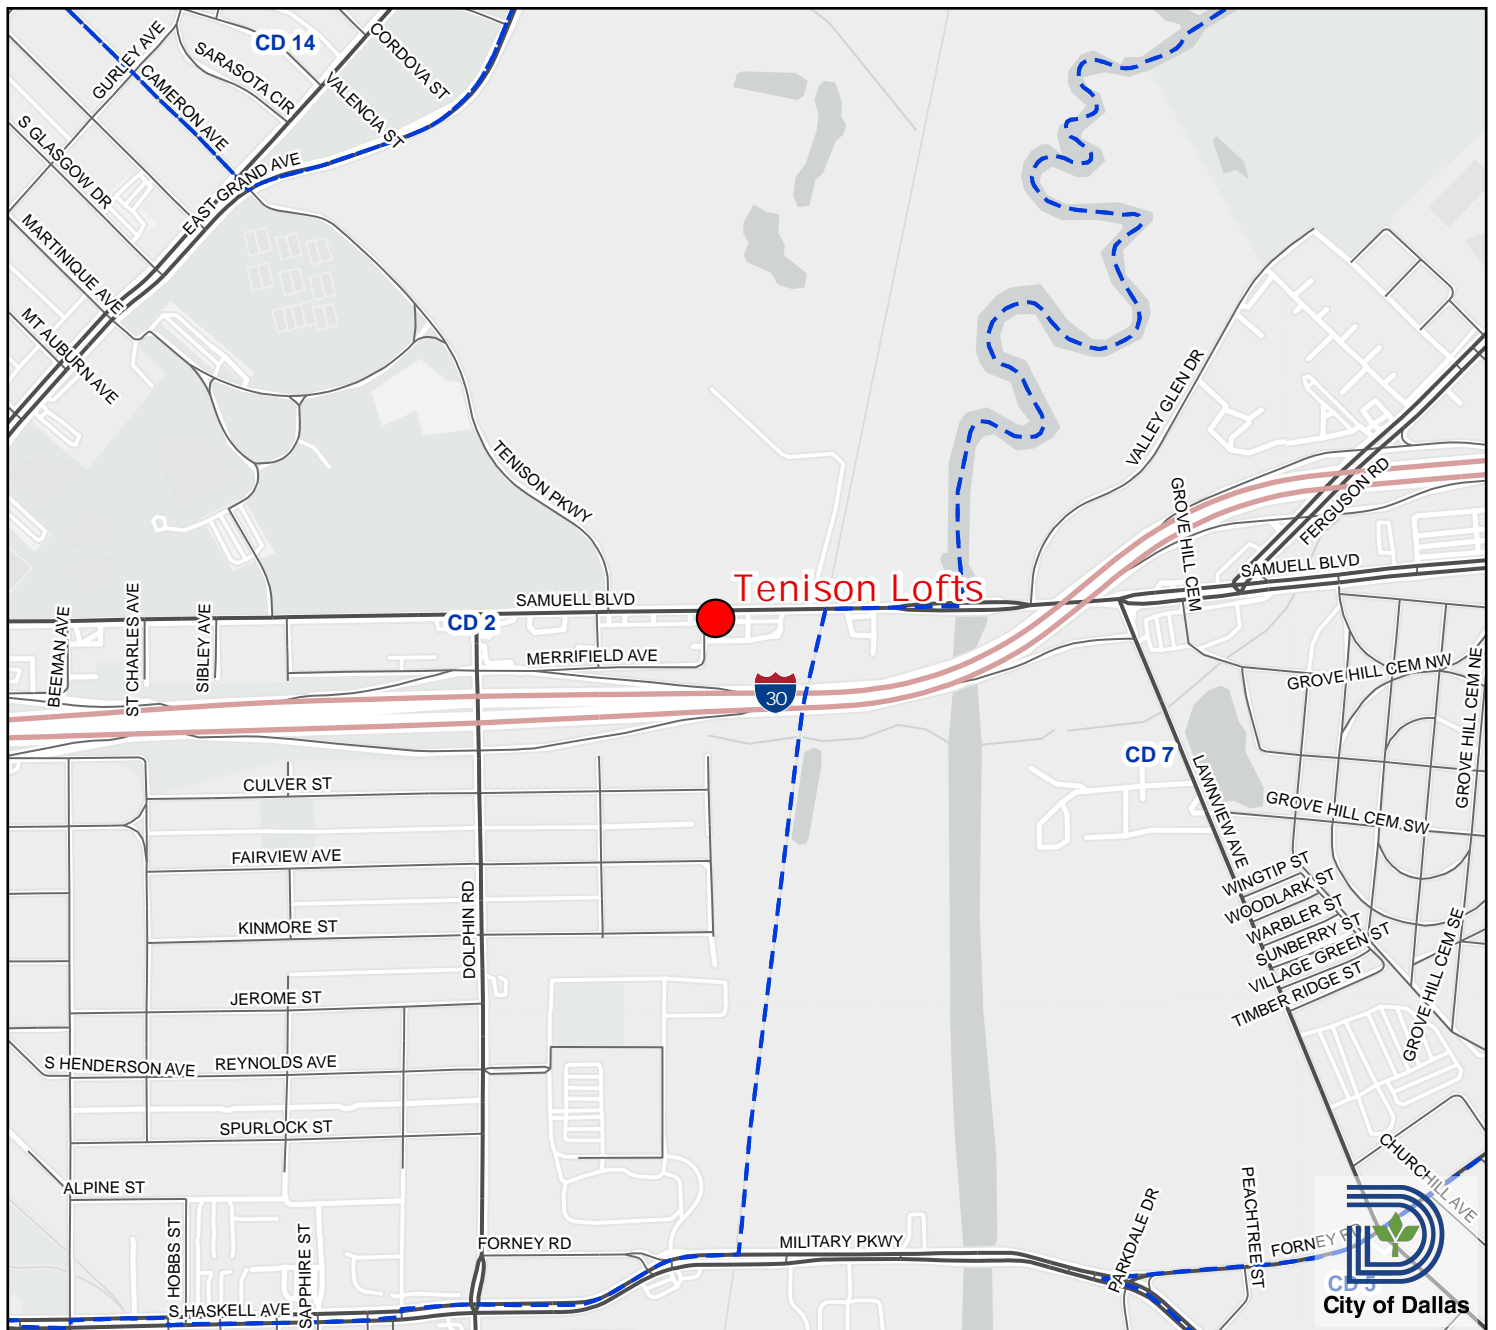 CD 14
GURLEY AVE
SARASOTA CIR
CORDOVA ST
CAMERON AVE
VALENCIA ST
S GLASGOW DR
EAST GRAND AVE
MARTINIQUE AVE
MT AUBURN AVE
TENISON PKWY
VALLEY GLEN DR
GROVE HILL CEM
FERGUSON RD
SAMUELL BLVD
Tenison Lofts
SAMUELL BLVD
CD 2
BEEMAN AVE
ST CHARLES AVE
SIBLEY AVE
MERRIFIELD AVE
30
GROVE HILL CEM NW
GROVE HILL CEM NE
CD 7
CULVER ST
LAWNVIEW AVE
GROVE HILL CEM SW
FAIRVIEW AVE
WINGTIP ST
WOODLARK ST
WARBLER ST
SUNBERRY ST
VILLAGE GREEN ST
TIMBER RIDGE ST
GROVE HILL CEM SE
KINMORE ST
DOLPHIN RD
JEROME ST
S HENDERSON AVE
REYNOLDS AVE
SPURLOCK ST
ALPINE ST
HOBBS ST
SAPPHIRE ST
FORNEY RD
MILITARY PKWY
S HASKELL AVE
PARKDALE DR
PEACHTREE ST
CHURCHILL AVE
FORNEY RD
CD 5
City of Dallas